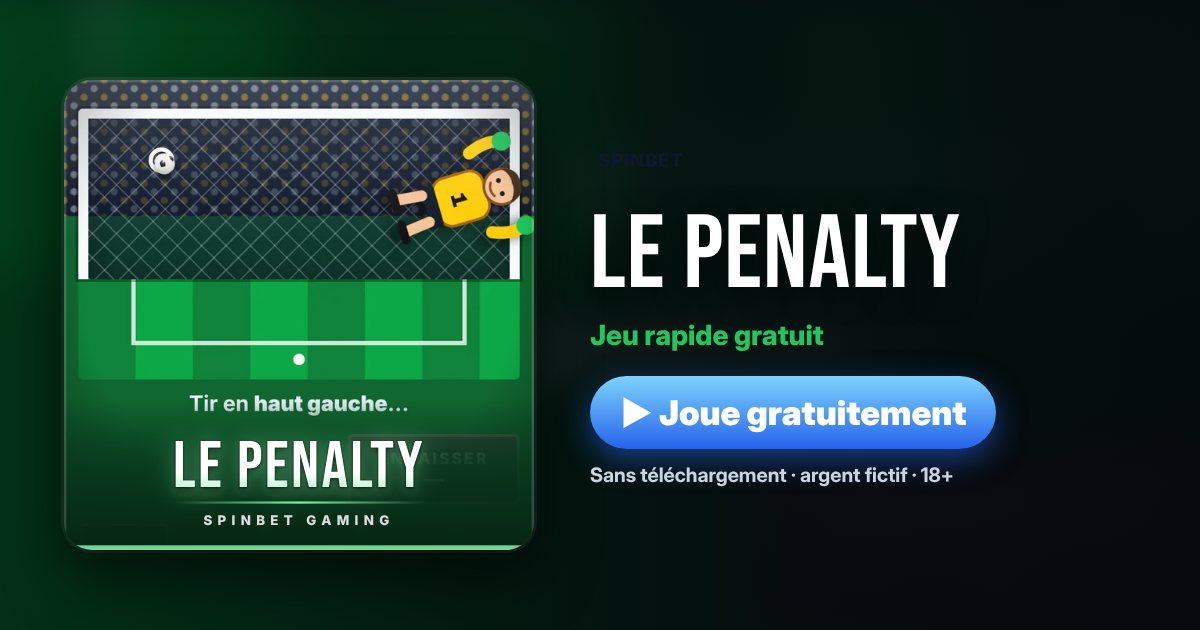 1
Tir en haut gauche...
LE PENALTY
SPINBET GAMING
SPINBET
LE PENALTY
Jeu rapide gratuit
▶ Joue gratuitement
Sans téléchargement · argent fictif · 18+